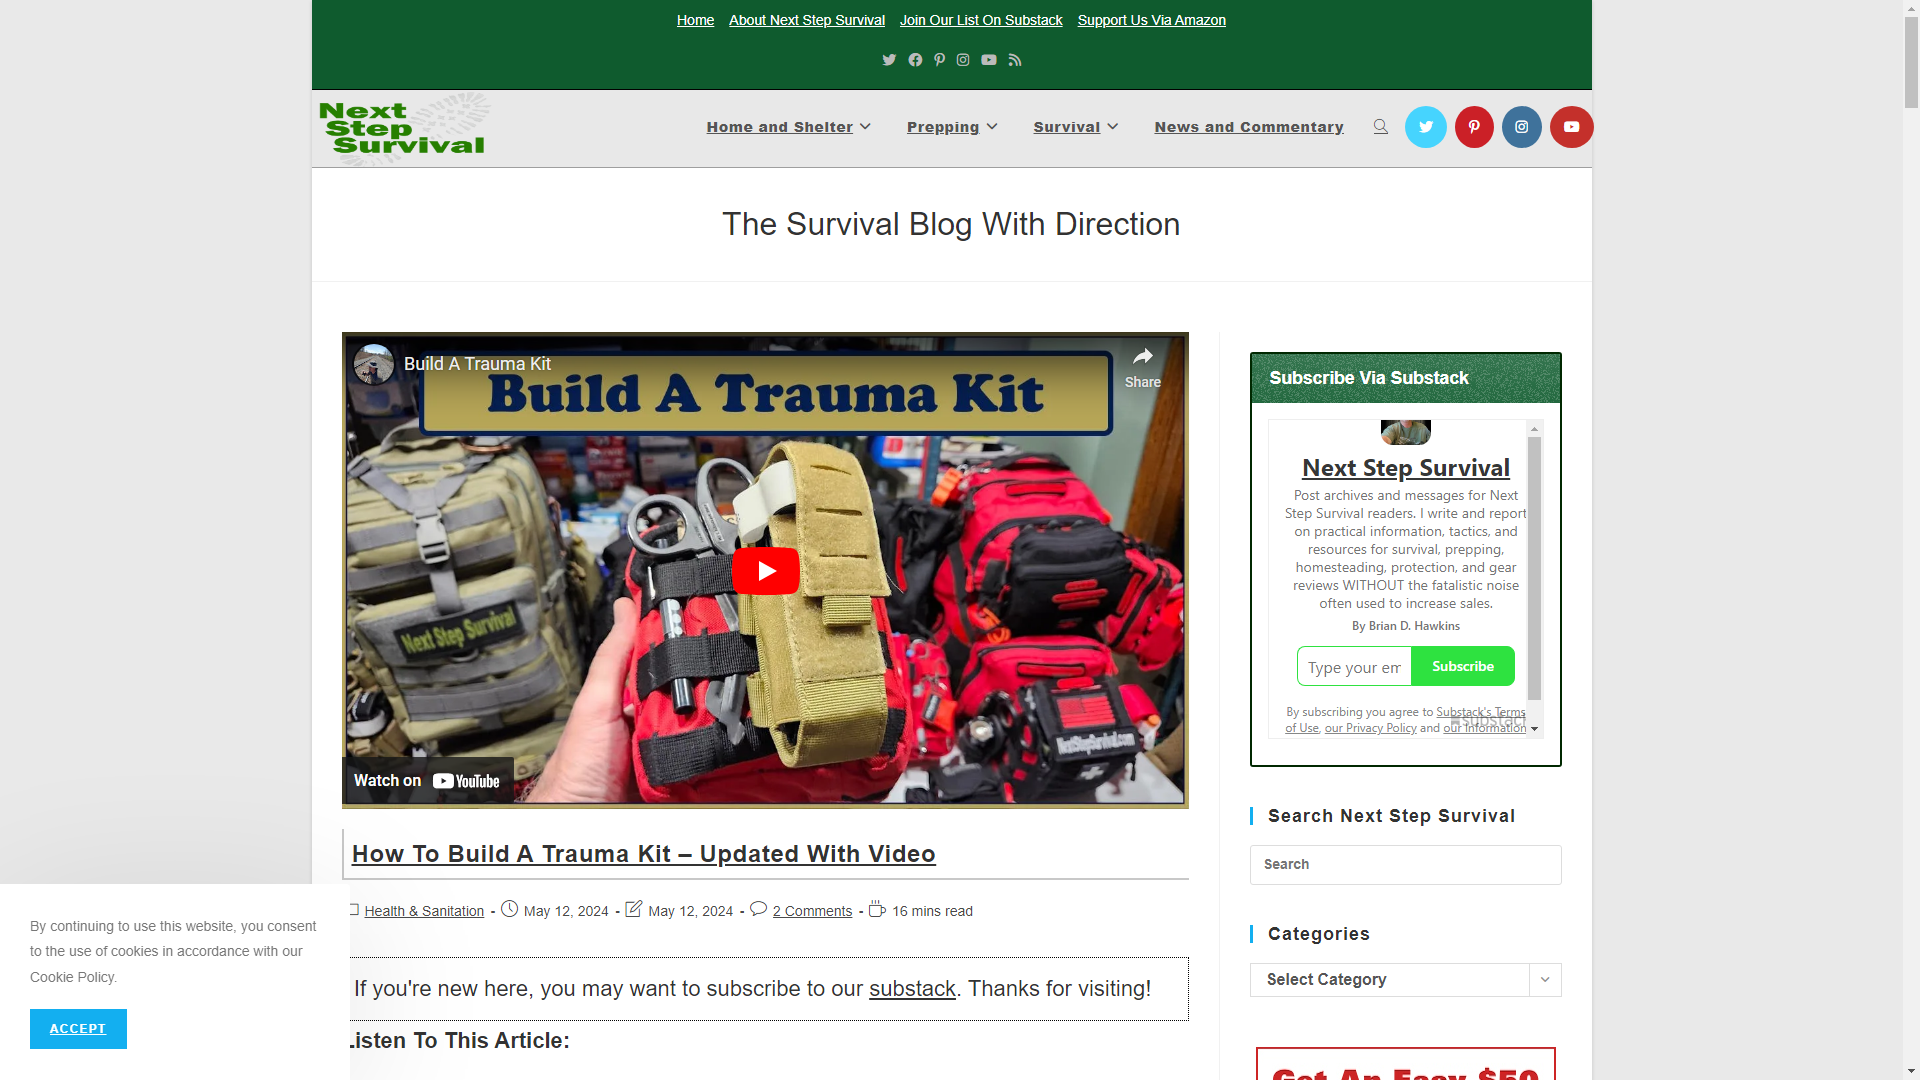 Home About Next Step Survival Join Our List On Substack Support Us Via Amazon
Next
Step
Survival
Home and Shelter Prepping Survival News and Commentary
The Survival Blog With Direction
Build A Trauma Kit
Build A Trauma Kit
Share
Next Step Survival
NextStepSurvival.com
Watch on YouTube
How To Build A Trauma Kit – Updated With Video
Health & Sanitation - May 12, 2024 - May 12, 2024 - 2 Comments - 16 mins read
If you're new here, you may want to subscribe to our substack. Thanks for visiting!
Listen To This Article:
Subscribe Via Substack
Next Step Survival
Post archives and messages for Next
Step Survival readers. I write and report
on practical information, tactics, and
resources for survival, prepping,
homesteading, protection, and gear
reviews WITHOUT the fatalistic noise
often used to increase sales.
By Brian D. Hawkins
Type your em
Subscribe
By subscribing you agree to Substack's Terms
of Use, our Privacy Policy and our Information
substack
Search Next Step Survival
Search
Categories
Select Category
Get An Easy $50
By continuing to use this website, you consent
to the use of cookies in accordance with our
Cookie Policy.
ACCEPT